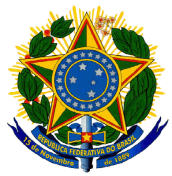 REPÚBLICA FEDERATIVA DO BRASIL
15 de Novembro de 1889